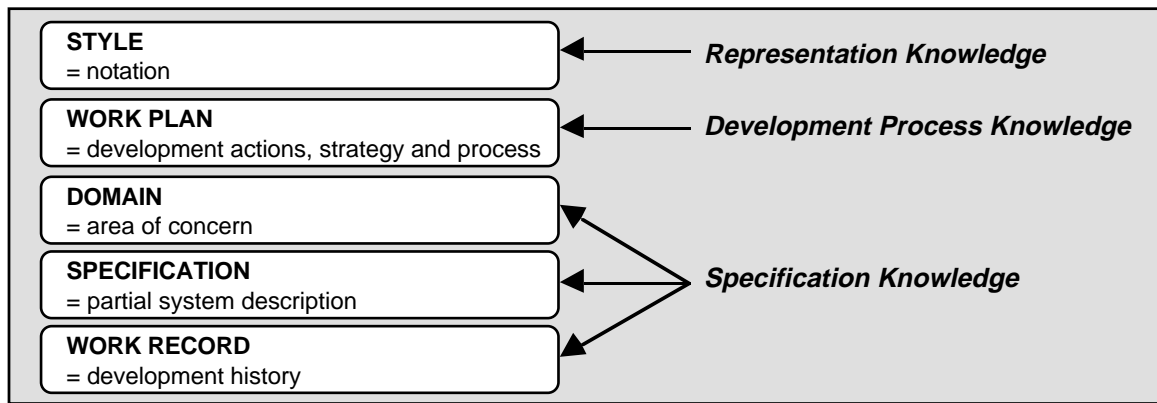 STYLE
= notation
Representation Knowledge
WORK PLAN
= development actions, strategy and process
Development Process Knowledge
DOMAIN
= area of concern
SPECIFICATION
= partial system description
Specification Knowledge
WORK RECORD
= development history